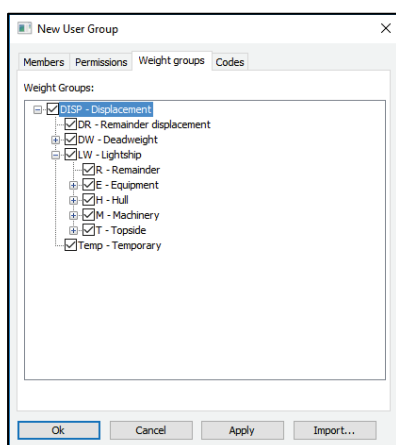 New User Group
Members Permissions Weight groups Codes
Weight Groups:
DISP - Displacement
DR - Remainder displacement
DW - Deadweight
LW - Lightship
R - Remainder
E - Equipment
H - Hull
M - Machinery
T - Topside
Temp - Temporary
Ok Cancel Apply Import...